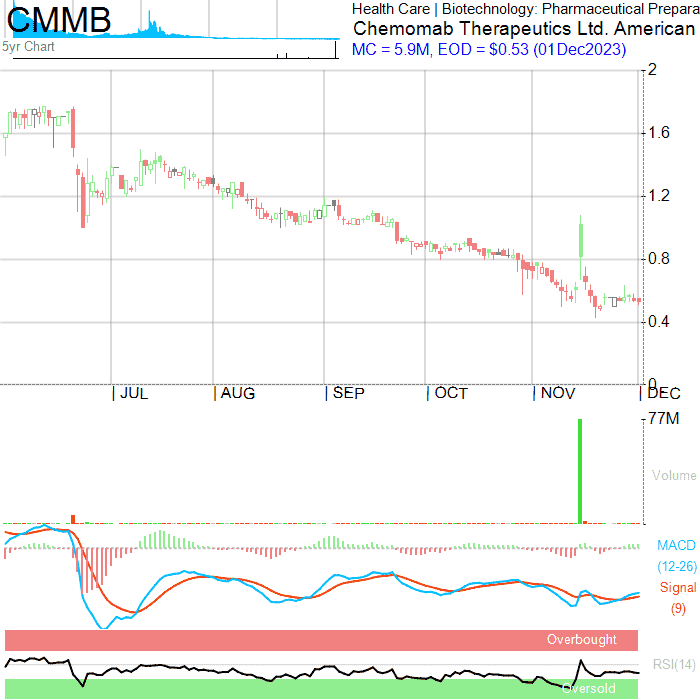 CMMB
Health Care | Biotechnology: Pharmaceutical Prepara
Chemomab Therapeutics Ltd. American
5yr Chart
MC = 5.9M, EOD = $0.53 (01Dec2023)
2
1.6
1.2
0.8
0.4
0
| JUL | AUG | SEP | OCT | NOV | DEC
77M
Volume
MACD
(12-26)
Signal
(9)
Overbought
RSI(14)
Oversold